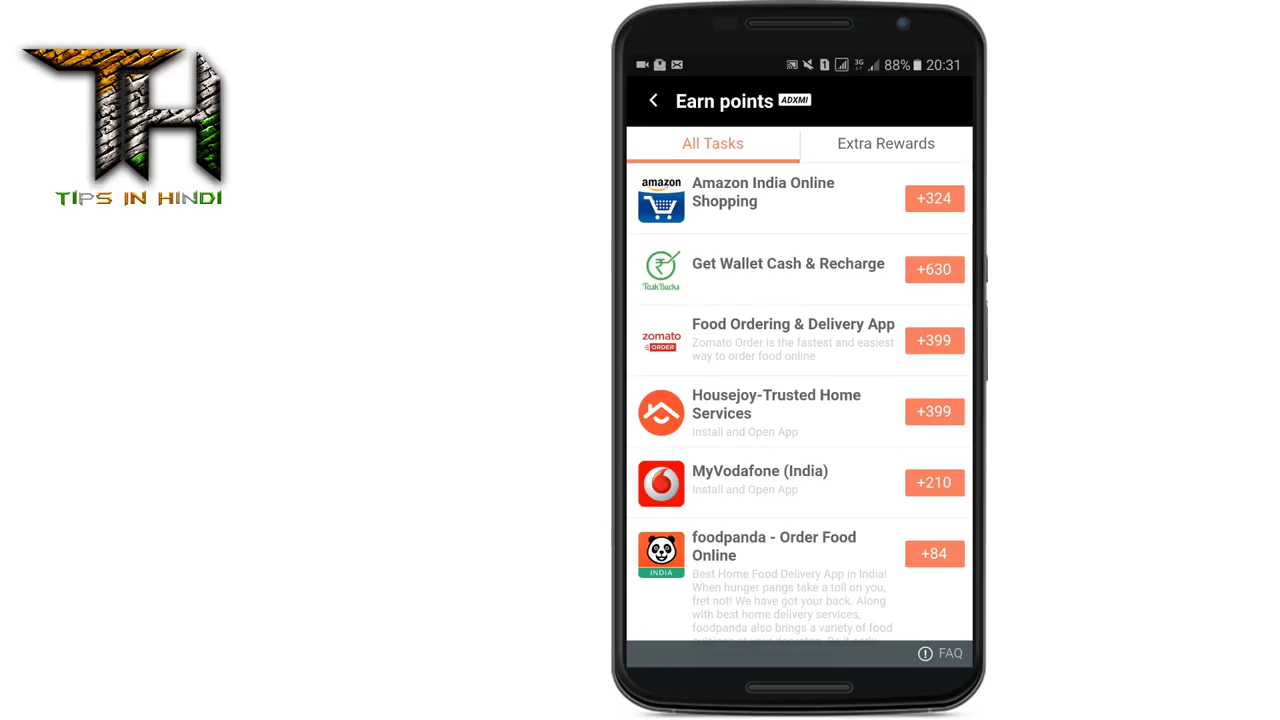 TH
TIPS IN HINDI
1 3G 88% 20:31
Earn points ADXMI
All Tasks
Extra Rewards
amazon
Amazon India Online
Shopping
+324
TaskBucks
Get Wallet Cash & Recharge
+630
zomato
ORDER
Food Ordering & Delivery App
Zomato Order is the fastest and easiest
way to order food online
+399
Housejoy-Trusted Home
Services
Install and Open App
+399
MyVodafone (India)
Install and Open App
+210
INDIA
foodpanda - Order Food
Online
Best Home Food Delivery App in India!
When hunger pangs take a toll on you,
fret not! We have got your back. Along
with best home delivery services,
foodpanda also brings a variety of food
+84
FAQ